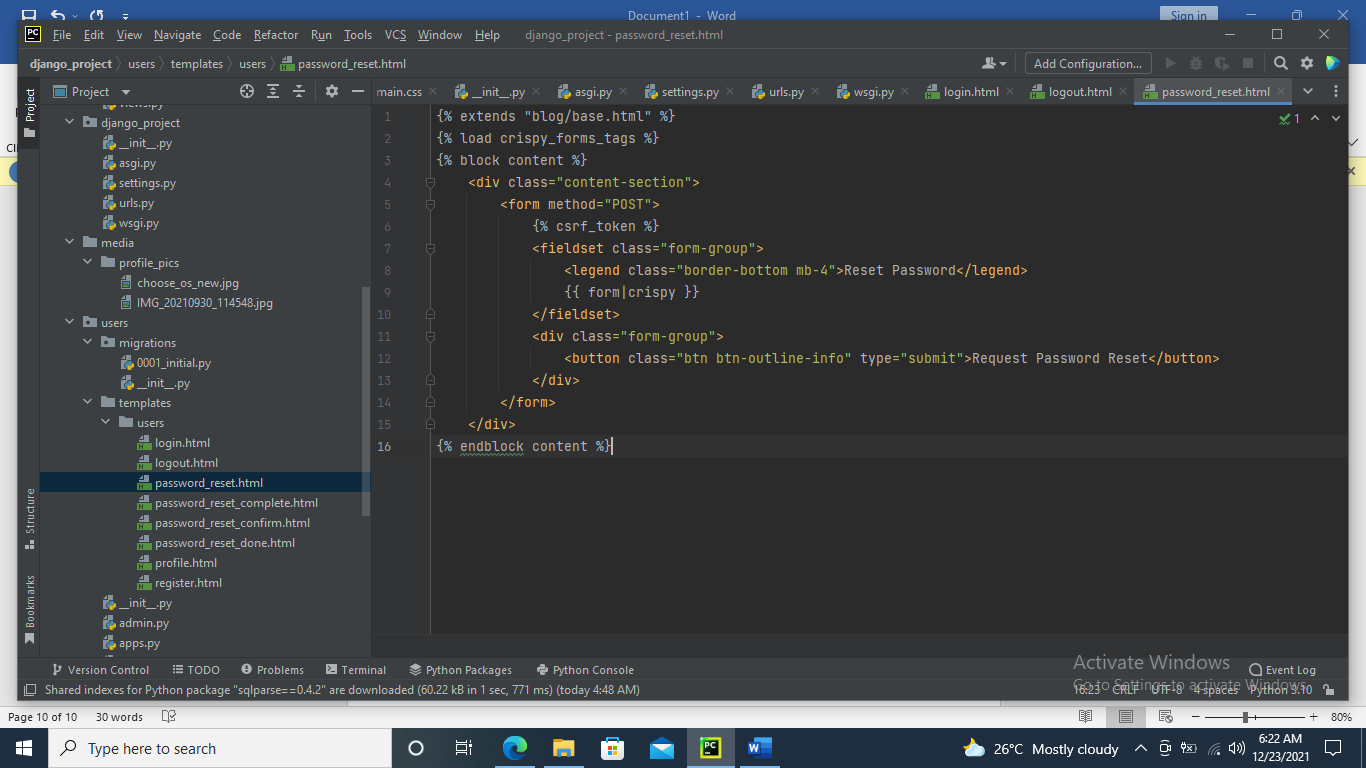 Document1 - Word
Sign in
PC File Edit View Navigate Code Refactor Run Tools VCS Window Help django_project - password_reset.html
django_project users templates users password_reset.html
Add Configuration...
Project
main.css __init__.py asgi.py settings.py urls.py wsgi.py login.html logout.html password_reset.html
Project
Structure
Bookmarks
views.py
django_project
__init__.py
asgi.py
settings.py
urls.py
wsgi.py
media
profile_pics
choose_os_new.jpg
IMG_20210930_114548.jpg
users
migrations
0001_initial.py
__init__.py
templates
users
login.html
logout.html
password_reset.html
password_reset_complete.html
password_reset_confirm.html
password_reset_done.html
profile.html
register.html
__init__.py
admin.py
apps.py
1 {% extends "blog/base.html" %}
2 {% load crispy_forms_tags %}
3 {% block content %}
4 <div class="content-section">
5 <form method="POST">
6 {% csrf_token %}
7 <fieldset class="form-group">
8 <legend class="border-bottom mb-4">Reset Password</legend>
9 {{ form|crispy }}
10 </fieldset>
11 <div class="form-group">
12 <button class="btn btn-outline-info" type="submit">Request Password Reset</button>
13 </div>
14 </form>
15 </div>
16 {% endblock content %}
1
Version Control TODO Problems Terminal Python Packages Python Console
Activate Windows
Event Log
Go to Settings to activate Windows.
Shared indexes for Python package "sqlparse==0.4.2" are downloaded (60.22 kB in 1 sec, 771 ms) (today 4:48 AM)
16:23 CRLF UTF-8 4 spaces Python 3.10
Page 10 of 10 30 words
80%
Type here to search
26°C Mostly cloudy
6:22 AM
12/23/2021